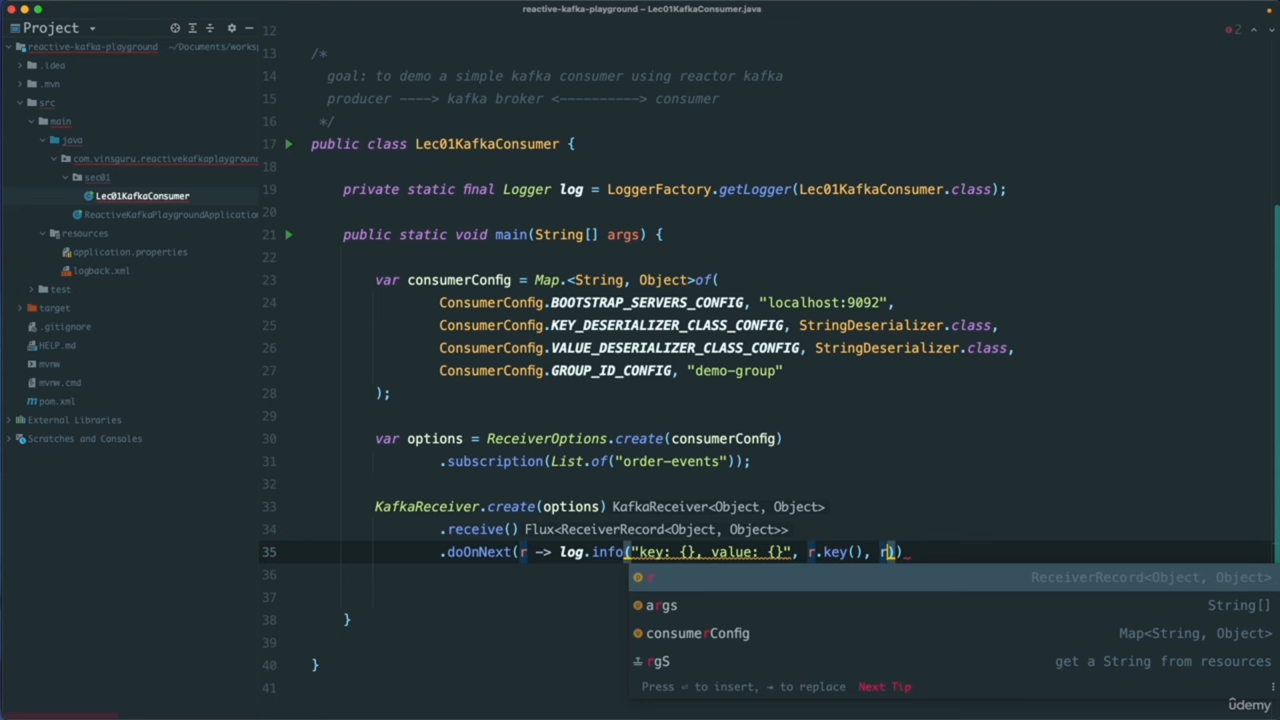 reactive-kafka-playground – Lec01KafkaConsumer.java
Project
reactive-kafka-playground ~/Documents/worksp
.idea
.mvn
src
main
java
com.vinsguru.reactivekafkaplayground
sec01
Lec01KafkaConsumer
ReactiveKafkaPlaygroundApplication
resources
application.properties
logback.xml
test
target
.gitignore
HELP.md
mvnw
mvnw.cmd
pom.xml
External Libraries
Scratches and Consoles
2
12
13 /*
14 goal: to demo a simple kafka consumer using reactor kafka
15 producer ----> kafka broker <----------> consumer
16 */
17 public class Lec01KafkaConsumer {
18
19 private static final Logger log = LoggerFactory.getLogger(Lec01KafkaConsumer.class);
20
21 public static void main(String[] args) {
22
23 var consumerConfig = Map.<String, Object>of(
24 ConsumerConfig.BOOTSTRAP_SERVERS_CONFIG, "localhost:9092",
25 ConsumerConfig.KEY_DESERIALIZER_CLASS_CONFIG, StringDeserializer.class,
26 ConsumerConfig.VALUE_DESERIALIZER_CLASS_CONFIG, StringDeserializer.class,
27 ConsumerConfig.GROUP_ID_CONFIG, "demo-group"
28 );
29
30 var options = ReceiverOptions.create(consumerConfig)
31 .subscription(List.of("order-events"));
32
33 KafkaReceiver.create(options) KafkaReceiver<Object, Object>
34 .receive() Flux<ReceiverRecord<Object, Object>>
35 .doOnNext(r -> log.info("key: {}, value: {}", r.key(), r))
36
37
38 }
39
40 }
41
r ReceiverRecord<Object, Object>
args String[]
consumerConfig Map<String, Object>
rgS get a String from resources
Press ⏎ to insert, ⇥ to replace Next Tip
ûdemy